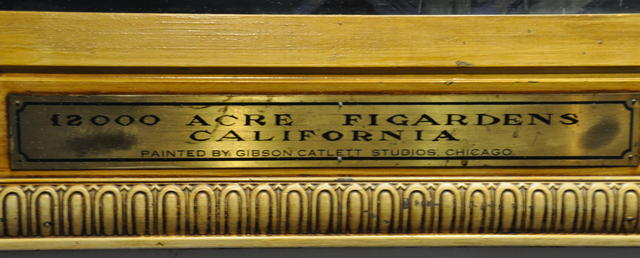 12000 ACRE FIGARDENS
CALIFORNIA
PAINTED BY GIBSON CATLETT STUDIOS, CHICAGO